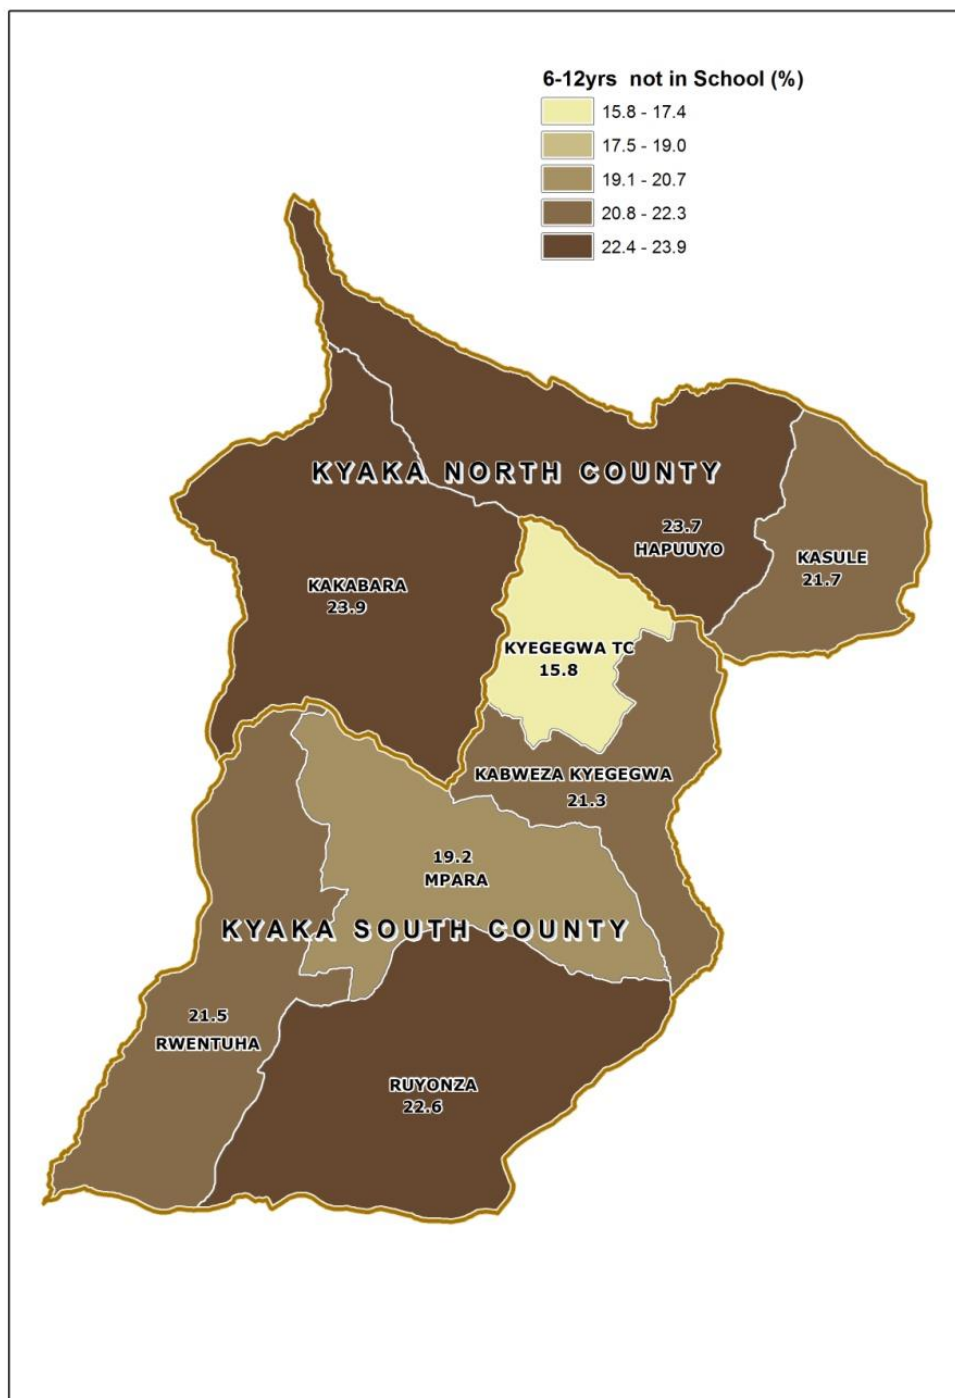 6-12yrs not in School (%)
15.8 - 17.4
17.5 - 19.0
19.1 - 20.7
20.8 - 22.3
22.4 - 23.9
KYAKA NORTH COUNTY
23.7
HAPUUYO
KASULE
21.7
KAKABARA
23.9
KYEGEGWA TC
15.8
KABWEZA KYEGEGWA
21.3
19.2
MPARA
KYAKA SOUTH COUNTY
21.5
RWENTUHA
RUYONZA
22.6